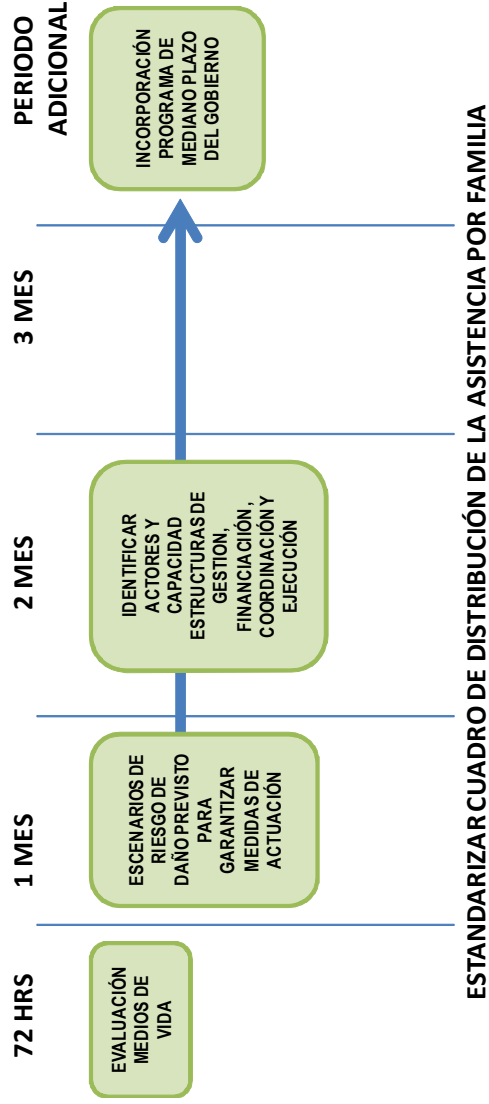 72 HRS
1 MES
2 MES
3 MES
PERIODO
ADICIONAL
EVALUACIÓN
MEDIOS DE
VIDA
ESCENARIOS DE
RIESGO DE
DAÑO PREVISTO
PARA
GARANTIZAR
MEDIDAS DE
ACTUACIÓN
IDENTIFICAR
ACTORES Y
CAPACIDAD
ESTRUCTURAS DE
GESTION,
FINANCIACIIÓN,
COORDINACIÓN Y
EJECUCIÓN
INCORPORACIÓN
PROGRAMA DE
MEDIANO PLAZO
DEL GOBIERNO
ESTANDARIZAR CUADRO DE DISTRIBUCIÓN DE LA ASISTENCIA POR FAMILIA